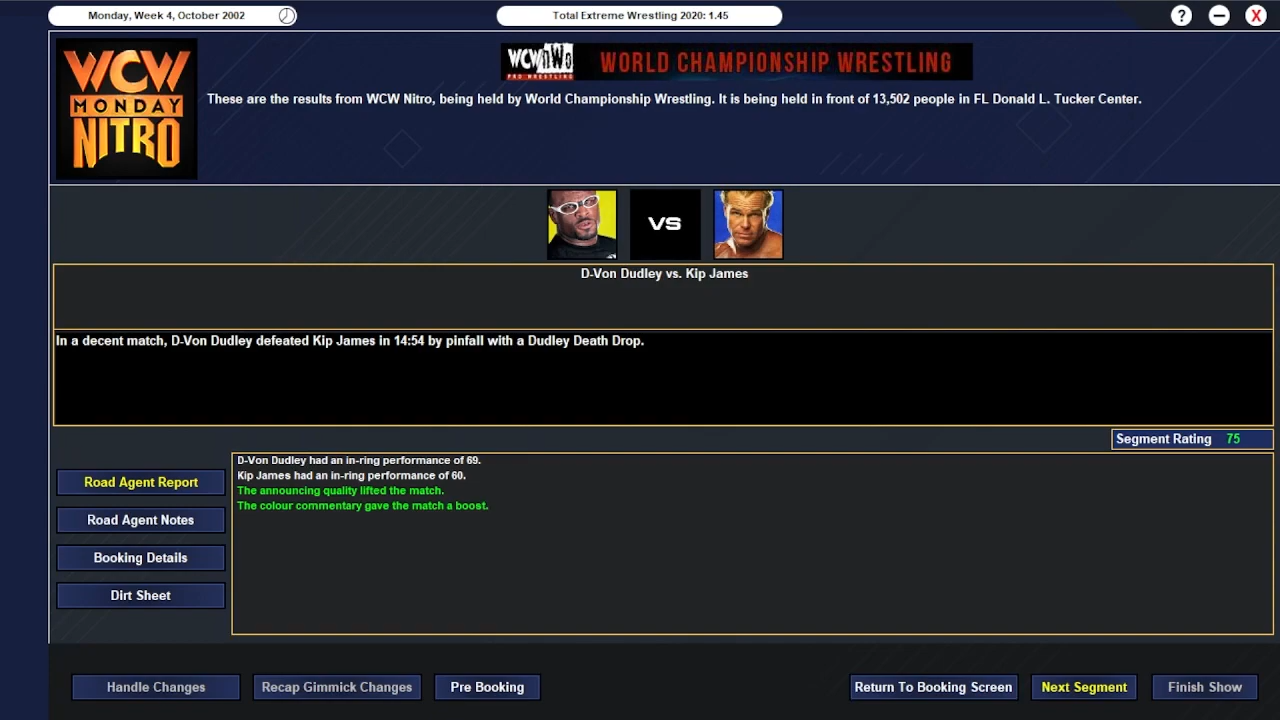 Monday, Week 4, October 2002
Total Extreme Wrestling 2020: 1.45
?
X
WCW
MONDAY
NITRO
WCW nWo
PRO WRESTLING
WORLD CHAMPIONSHIP WRESTLING
These are the results from WCW Nitro, being held by World Championship Wrestling. It is being held in front of 13,502 people in FL Donald L. Tucker Center.
VS
D-Von Dudley vs. Kip James
In a decent match, D-Von Dudley defeated Kip James in 14:54 by pinfall with a Dudley Death Drop.
Segment Rating 75
Road Agent Report
Road Agent Notes
Booking Details
Dirt Sheet
D-Von Dudley had an in-ring performance of 69.
Kip James had an in-ring performance of 60.
The announcing quality lifted the match.
The colour commentary gave the match a boost.
Handle Changes
Recap Gimmick Changes
Pre Booking
Return To Booking Screen
Next Segment
Finish Show